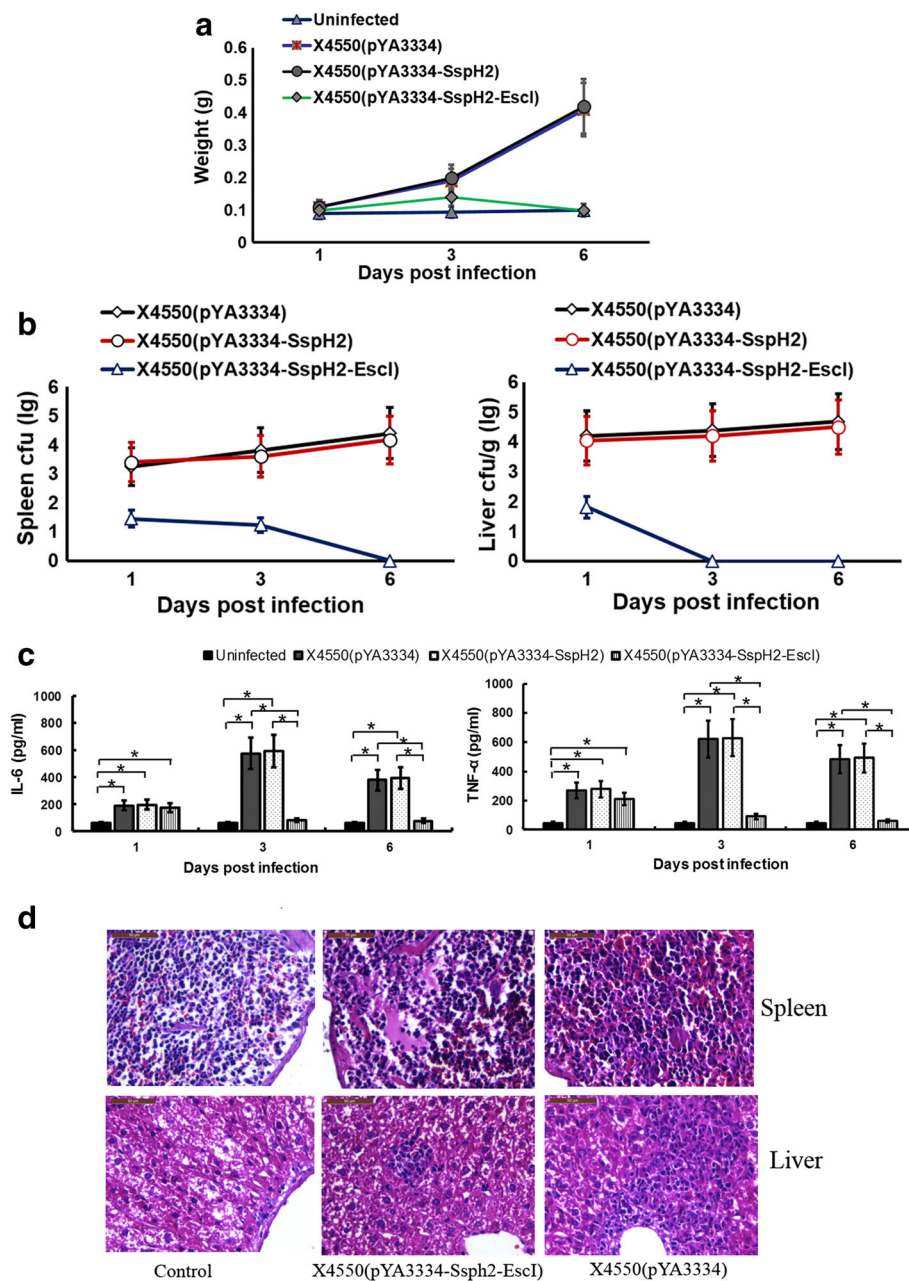 a
Uninfected
X4550(pYA3334)
X4550(pYA3334-SspH2)
X4550(pYA3334-SspH2-EscI)
Weight (g)
0.6
0.5
0.4
0.3
0.2
0.1
0
1 3 6
Days post infection
b
X4550(pYA3334)
X4550(pYA3334-SspH2)
X4550(pYA3334-SspH2-EscI)
Spleen cfu (lg)
6
5
4
3
2
1
0
1 3 6
Days post infection
X4550(pYA3334)
X4550(pYA3334-SspH2)
X4550(pYA3334-SspH2-EscI)
Liver cfu/g (lg)
6
5
4
3
2
1
0
1 3 6
Days post infection
c
Uninfected X4550(pYA3334) X4550(pYA3334-SspH2) X4550(pYA3334-SspH2-EscI)
IL-6 (pg/ml)
1000
800
600
400
200
0
* * *
* * * *
* * * *
1 3 6
Days post infection
TNF-α (pg/ml)
1000
800
600
400
200
0
* * *
* * * *
* * * *
1 3 6
Days post infection
d
Spleen
Liver
Control X4550(pYA3334-Ssph2-EscI) X4550(pYA3334)